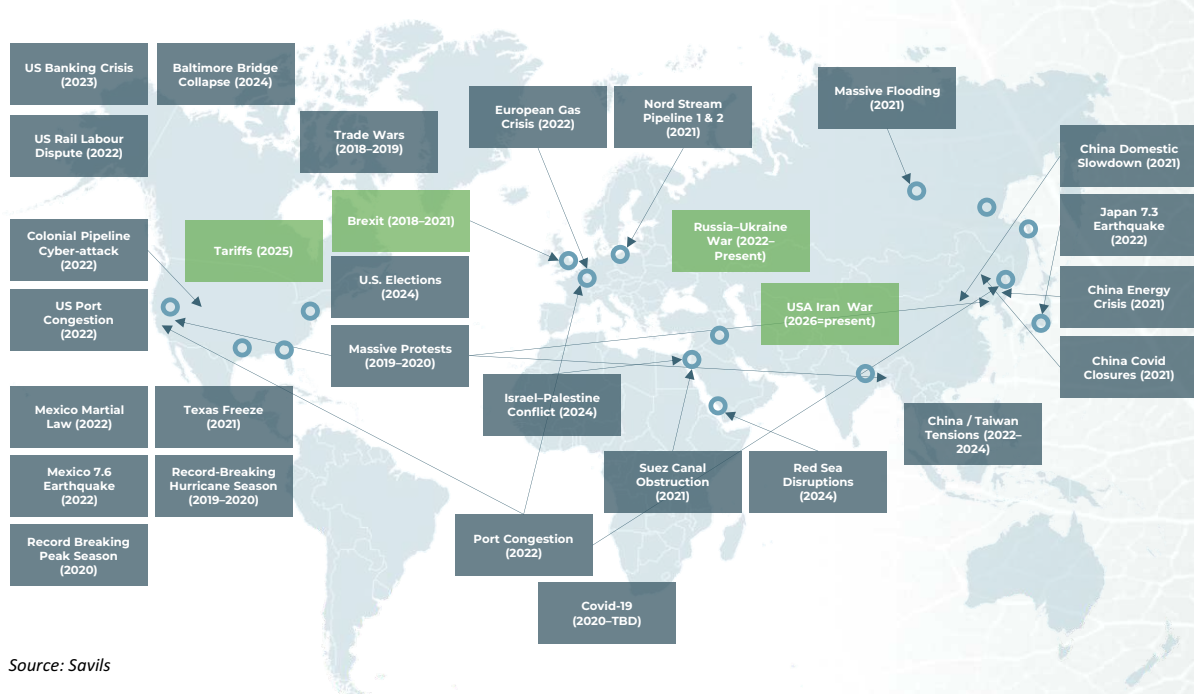 US Banking Crisis
(2023)
Baltimore Bridge
Collapse (2024)
US Rail Labour
Dispute (2022)
Trade Wars
(2018–2019)
European Gas
Crisis (2022)
Nord Stream
Pipeline 1 & 2
(2021)
Massive Flooding
(2021)
China Domestic
Slowdown (2021)
Colonial Pipeline
Cyber-attack
(2022)
Tariffs (2025)
Brexit (2018–2021)
Russia–Ukraine
War (2022–
Present)
Japan 7.3
Earthquake
(2022)
US Port
Congestion
(2022)
U.S. Elections
(2024)
USA Iran  War
(2026=present)
China Energy
Crisis (2021)
Massive Protests
(2019–2020)
China Covid
Closures (2021)
Mexico Martial
Law (2022)
Texas Freeze
(2021)
Israel–Palestine
Conflict (2024)
China / Taiwan
Tensions (2022–
2024)
Mexico 7.6
Earthquake
(2022)
Record-Breaking
Hurricane Season
(2019–2020)
Suez Canal
Obstruction
(2021)
Red Sea
Disruptions
(2024)
Record Breaking
Peak Season
(2020)
Port Congestion
(2022)
Covid-19
(2020–TBD)
Source: Savils